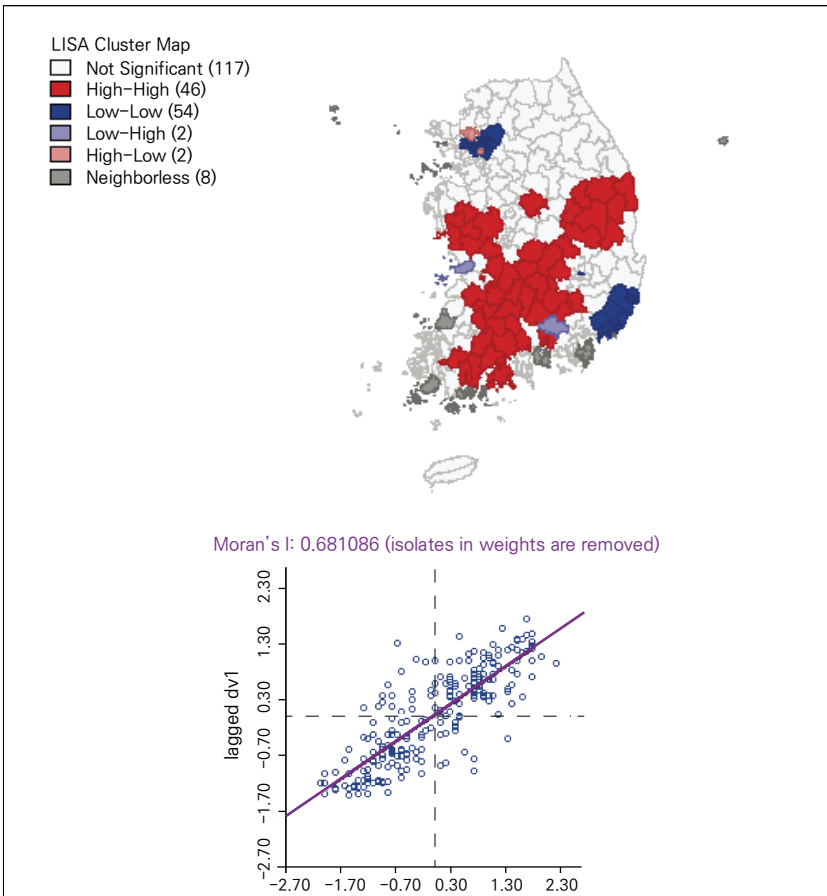 LISA Cluster Map
Not Significant (117)
High-High (46)
Low-Low (54)
Low-High (2)
High-Low (2)
Neighborless (8)
Moran's I: 0.681086 (isolates in weights are removed)
2.30
1.30
0.30
-0.70
-1.70
-2.70
lagged dv1
-2.70 -1.70 -0.70 0.30 1.30 2.30